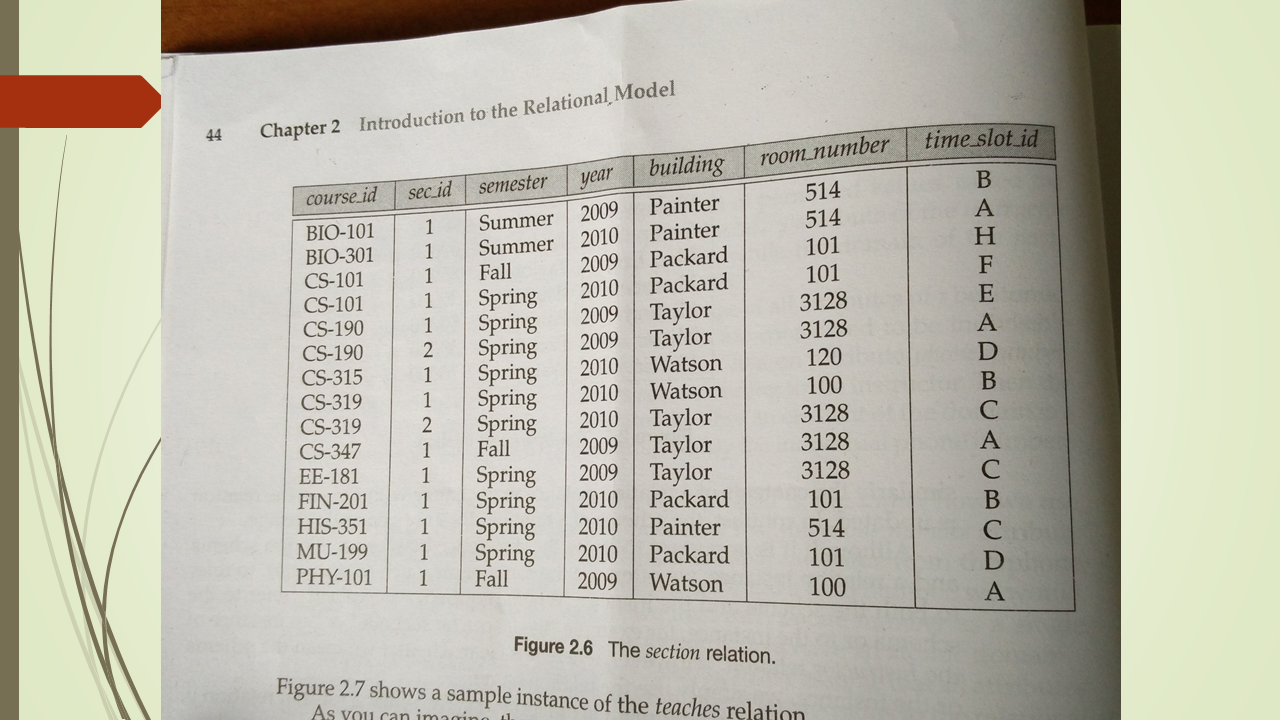 44 Chapter 2 Introduction to the Relational Model
course_id sec_id semester year building room_number time_slot_id
BIO-101 1 Summer 2009 Painter 514 B
BIO-301 1 Summer 2010 Painter 514 A
CS-101 1 Fall 2009 Packard 101 H
CS-101 1 Spring 2010 Packard 101 F
CS-190 1 Spring 2009 Taylor 3128 E
CS-190 2 Spring 2009 Taylor 3128 A
CS-315 1 Spring 2010 Watson 120 D
CS-319 1 Spring 2010 Watson 100 B
CS-319 2 Spring 2010 Taylor 3128 C
CS-347 1 Fall 2009 Taylor 3128 A
EE-181 1 Spring 2009 Taylor 3128 C
FIN-201 1 Spring 2010 Packard 101 B
HIS-351 1 Spring 2010 Painter 514 C
MU-199 1 Spring 2010 Packard 101 D
PHY-101 1 Fall 2009 Watson 100 A
Figure 2.6 The section relation.
Figure 2.7 shows a sample instance of the teaches relation
As you can imagine,